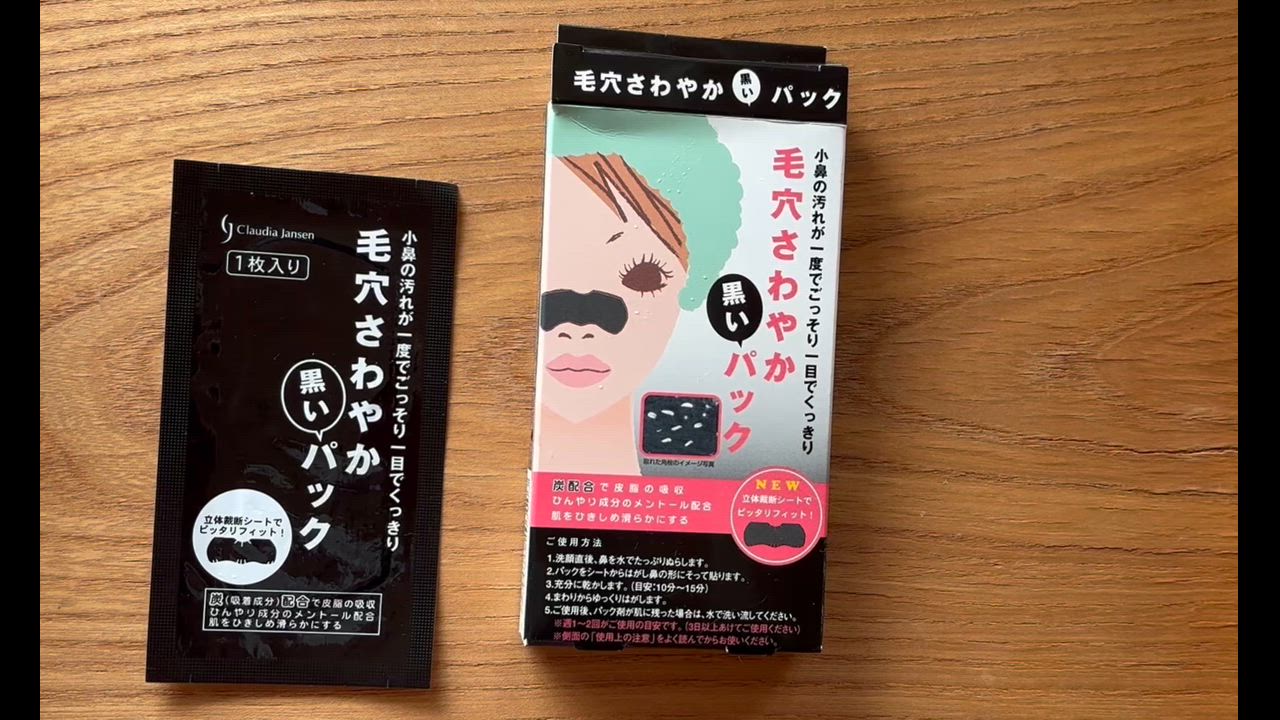 Claudia Jansen
1枚入り
小鼻の汚れが一度でごっそり一目でくっきり
毛穴さわやか
黒い
パック
立体裁断シートで
ピッタリフィット!
炭(吸着成分)配合で皮脂の吸収
ひんやり成分のメントール配合
肌をひきしめ滑らかにする
毛穴さわやか黒いパック
小鼻の汚れが一度でごっそり一目でくっきり
毛穴さわやか
黒い
パック
取れた角栓のイメージ写真
炭配合で皮脂の吸収
ひんやり成分のメントール配合
肌をひきしめ滑らかにする
NEW
立体裁断シートで
ピッタリフィット!
ご使用方法
1.洗顔直後、鼻を水でたっぷりぬらします。
2.パックをシートからはがし鼻の形にそって貼ります。
3.充分に乾かします。(目安:10分〜15分)
4.まわりからゆっくりはがします。
5.ご使用後、パック剤が肌に残った場合は、水で洗い流してください。
※週1〜2回がご使用の目安です。(3日以上あけてご使用ください)
※側面の「使用上の注意」をよく読んでからお使いください。